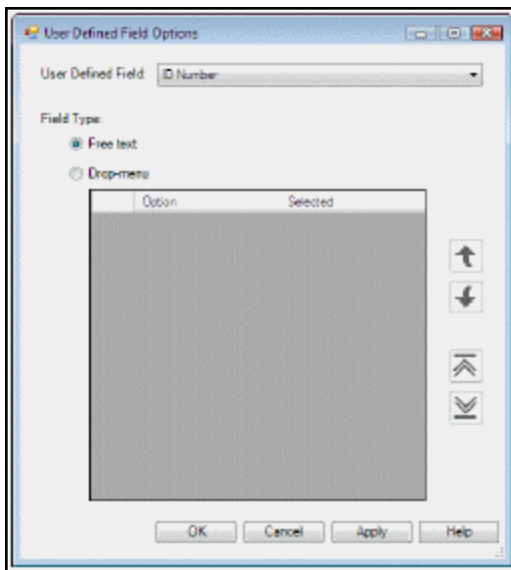 User Defined Field Options
User Defined Field: ID Number
Field Type:
Free text
Drop-menu
Option Selected
OK Cancel Apply Help